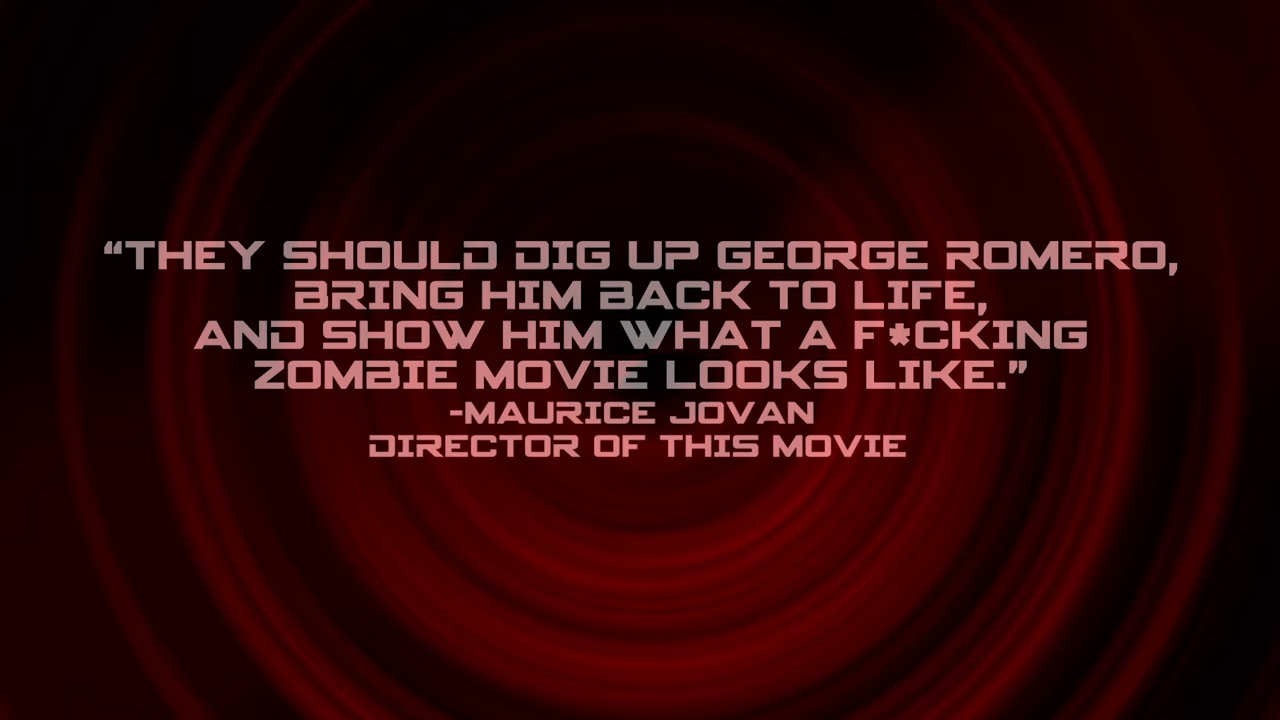 “THEY SHOULD DIG UP GEORGE ROMERO,
BRING HIM BACK TO LIFE,
AND SHOW HIM WHAT A F*CKING
ZOMBIE MOVIE LOOKS LIKE.”
-MAURICE JOVAN
DIRECTOR OF THIS MOVIE